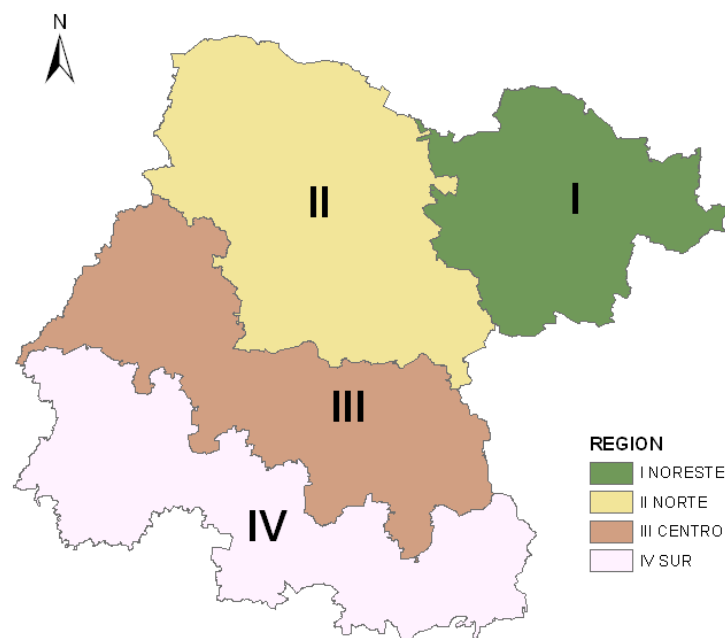 N
II
I
III
IV
REGION
I NORESTE
II NORTE
III CENTRO
IV SUR